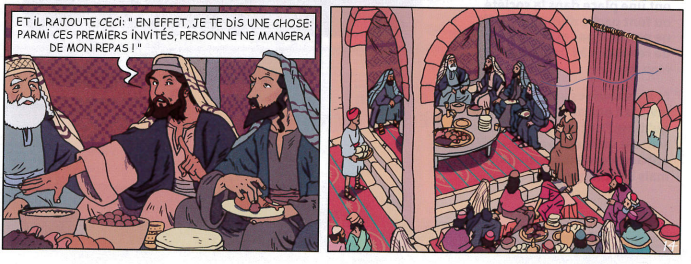 ET IL RAJOUTE CECI: " EN EFFET, JE TE DIS UNE CHOSE:
PARMI CES PREMIERS INVITÉS, PERSONNE NE MANGERA
DE MON REPAS ! "